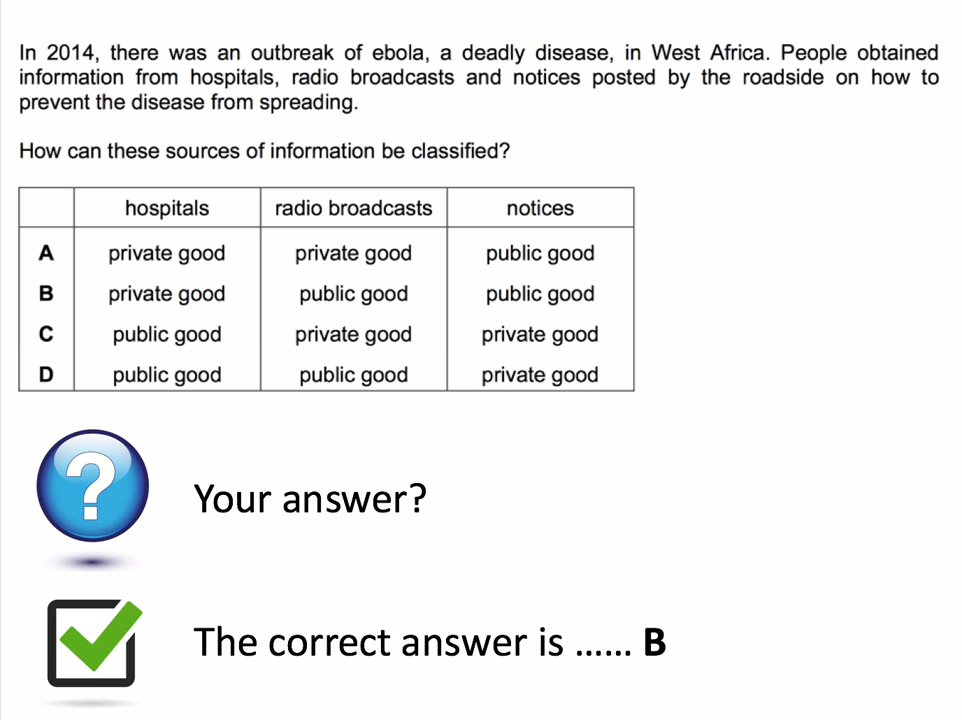 In 2014, there was an outbreak of ebola, a deadly disease, in West Africa. People obtained
information from hospitals, radio broadcasts and notices posted by the roadside on how to
prevent the disease from spreading.
How can these sources of information be classified?
hospitals radio broadcasts notices
A private good private good public good
B private good public good public good
C public good private good private good
D public good public good private good
?
Your answer?
The correct answer is …… B